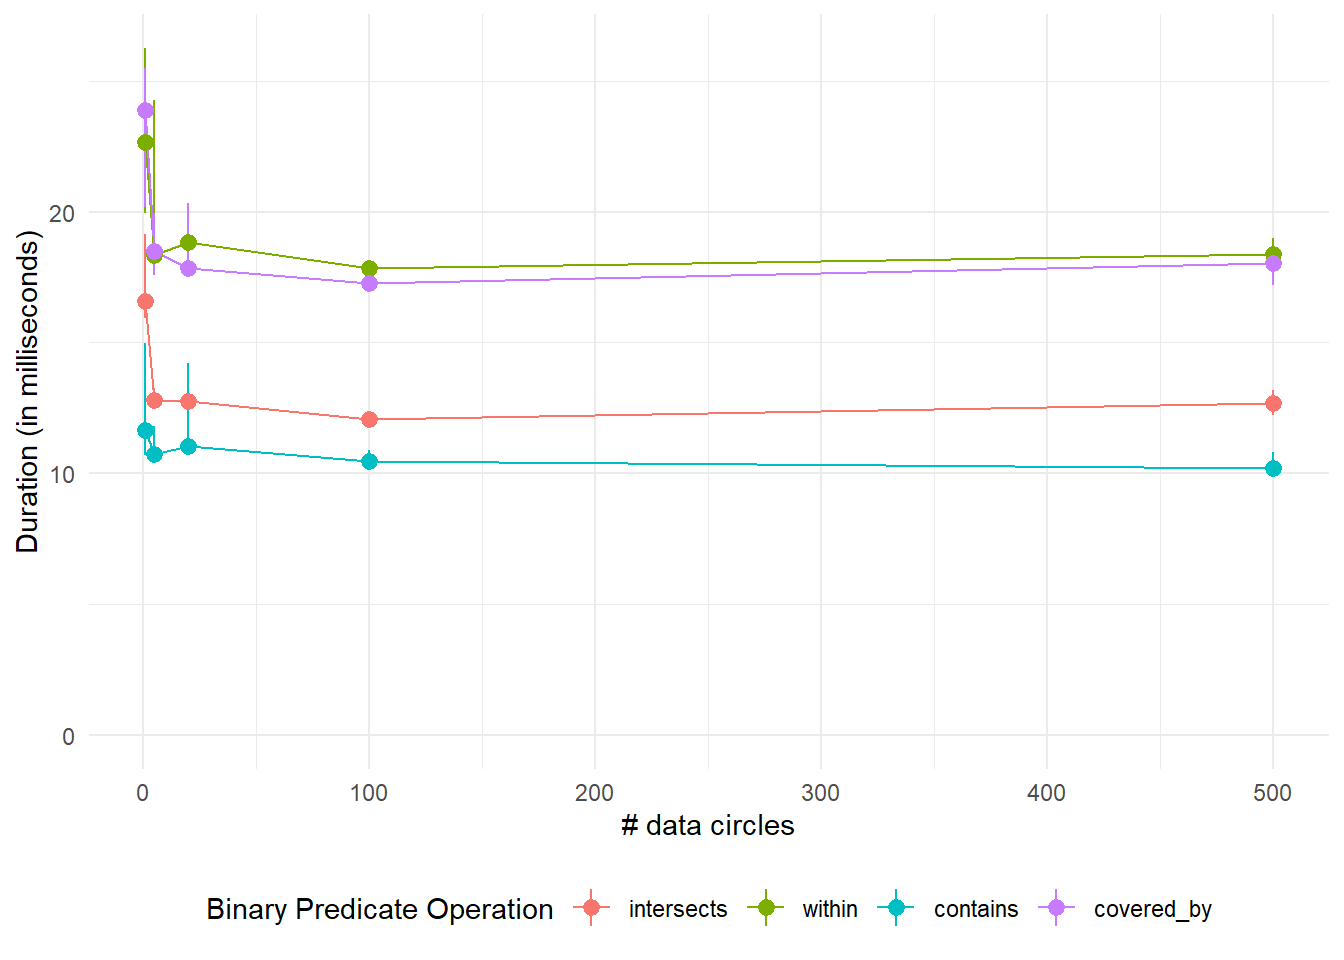 Duration (in milliseconds)
20
10
0
0 100 200 300 400 500
# data circles
Binary Predicate Operation intersects within contains covered_by